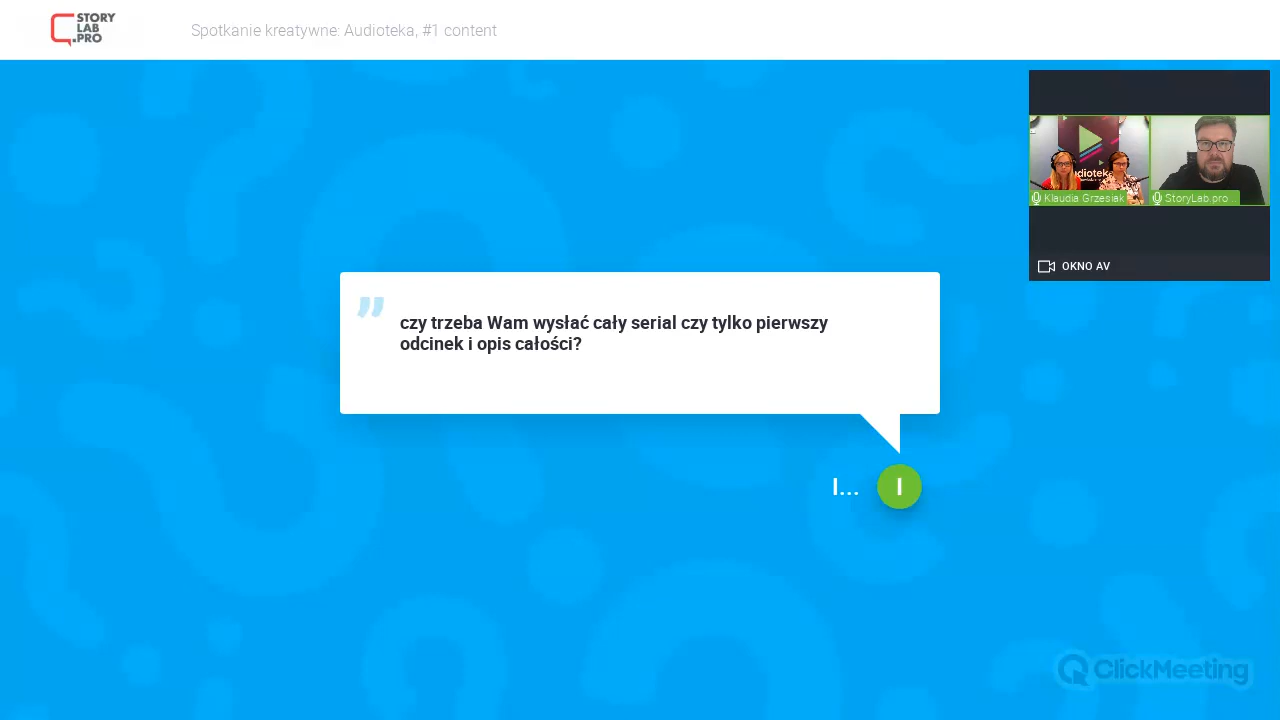 STORY
LAB
.PRO
Spotkanie kreatywne: Audioteka, #1 content
Klaudia Grzesiak
StoryLab.pro ...
OKNO AV
czy trzeba Wam wysłać cały serial czy tylko pierwszy
odcinek i opis całości?
I...
I
ClickMeeting